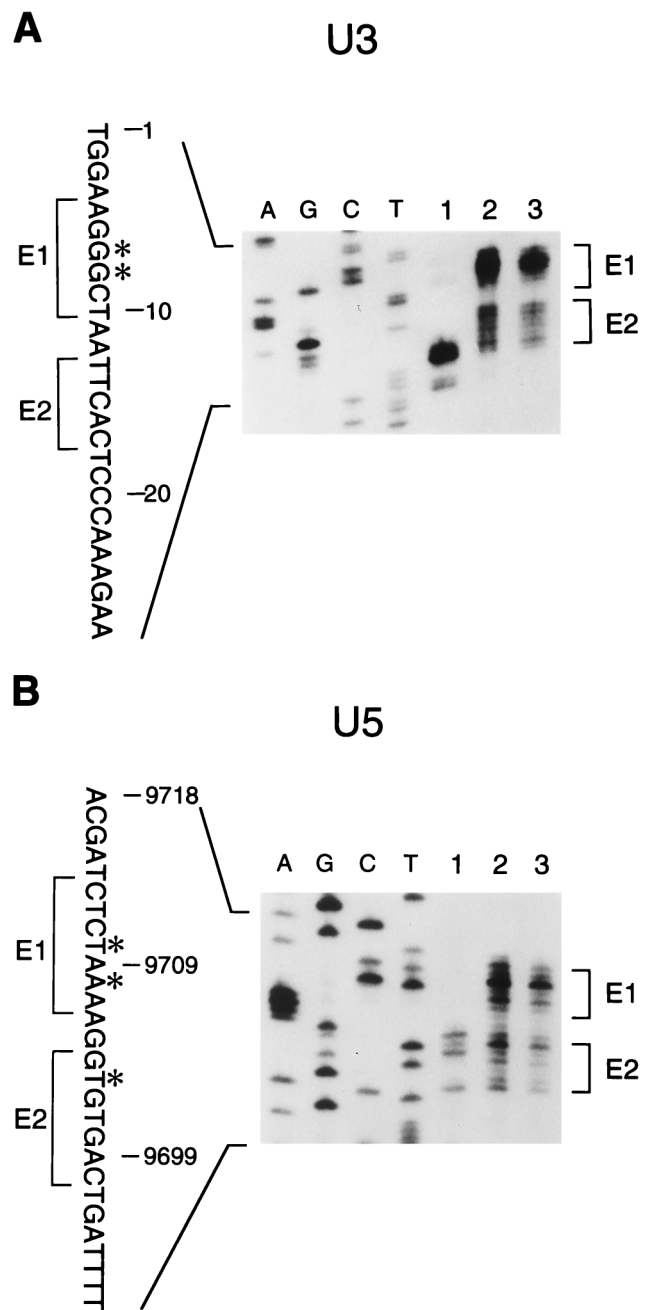 A
U3
TGGAAGGGCTAATTCACTCCCAAAGAA
–1
–10
–20
E1
**
E2
A G C T 1 2 3
E1
E2
B
U5
ACGATCTCTAAAAGGTGTGACTGATTTT
–9718
–9709
–9699
E1
*
*
E2
*
A G C T 1 2 3
E1
E2